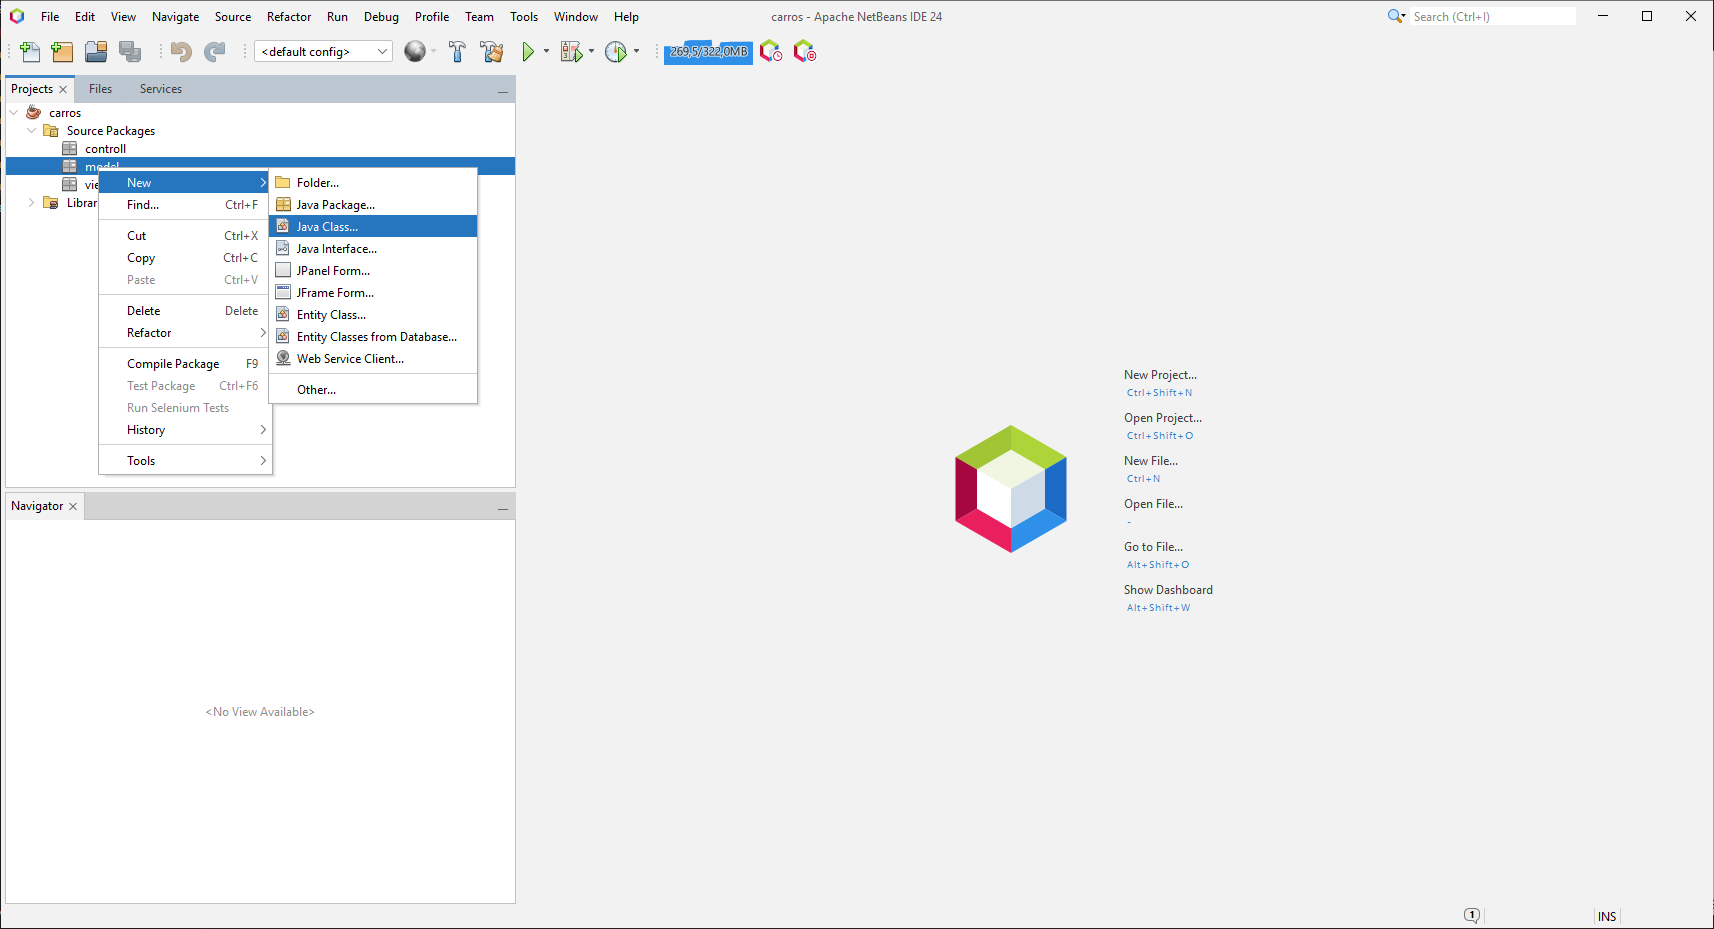 File Edit View Navigate Source Refactor Run Debug Profile Team Tools Window Help
carros - Apache NetBeans IDE 24
Search (Ctrl+I)
<default config>
269,5/322,0MB
Projects Files Services
carros
Source Packages
controll
model
New
Find... Ctrl+F
Cut Ctrl+X
Copy Ctrl+C
Paste Ctrl+V
Delete Delete
Refactor
Compile Package F9
Test Package Ctrl+F6
Run Selenium Tests
History
Tools
Folder...
Java Package...
Java Class...
Java Interface...
JPanel Form...
JFrame Form...
Entity Class...
Entity Classes from Database...
Web Service Client...
Other...
Navigator
<No View Available>
New Project...
Ctrl+Shift+N
Open Project...
Ctrl+Shift+O
New File...
Ctrl+N
Open File...
-
Go to File...
Alt+Shift+O
Show Dashboard
Alt+Shift+W
1
INS